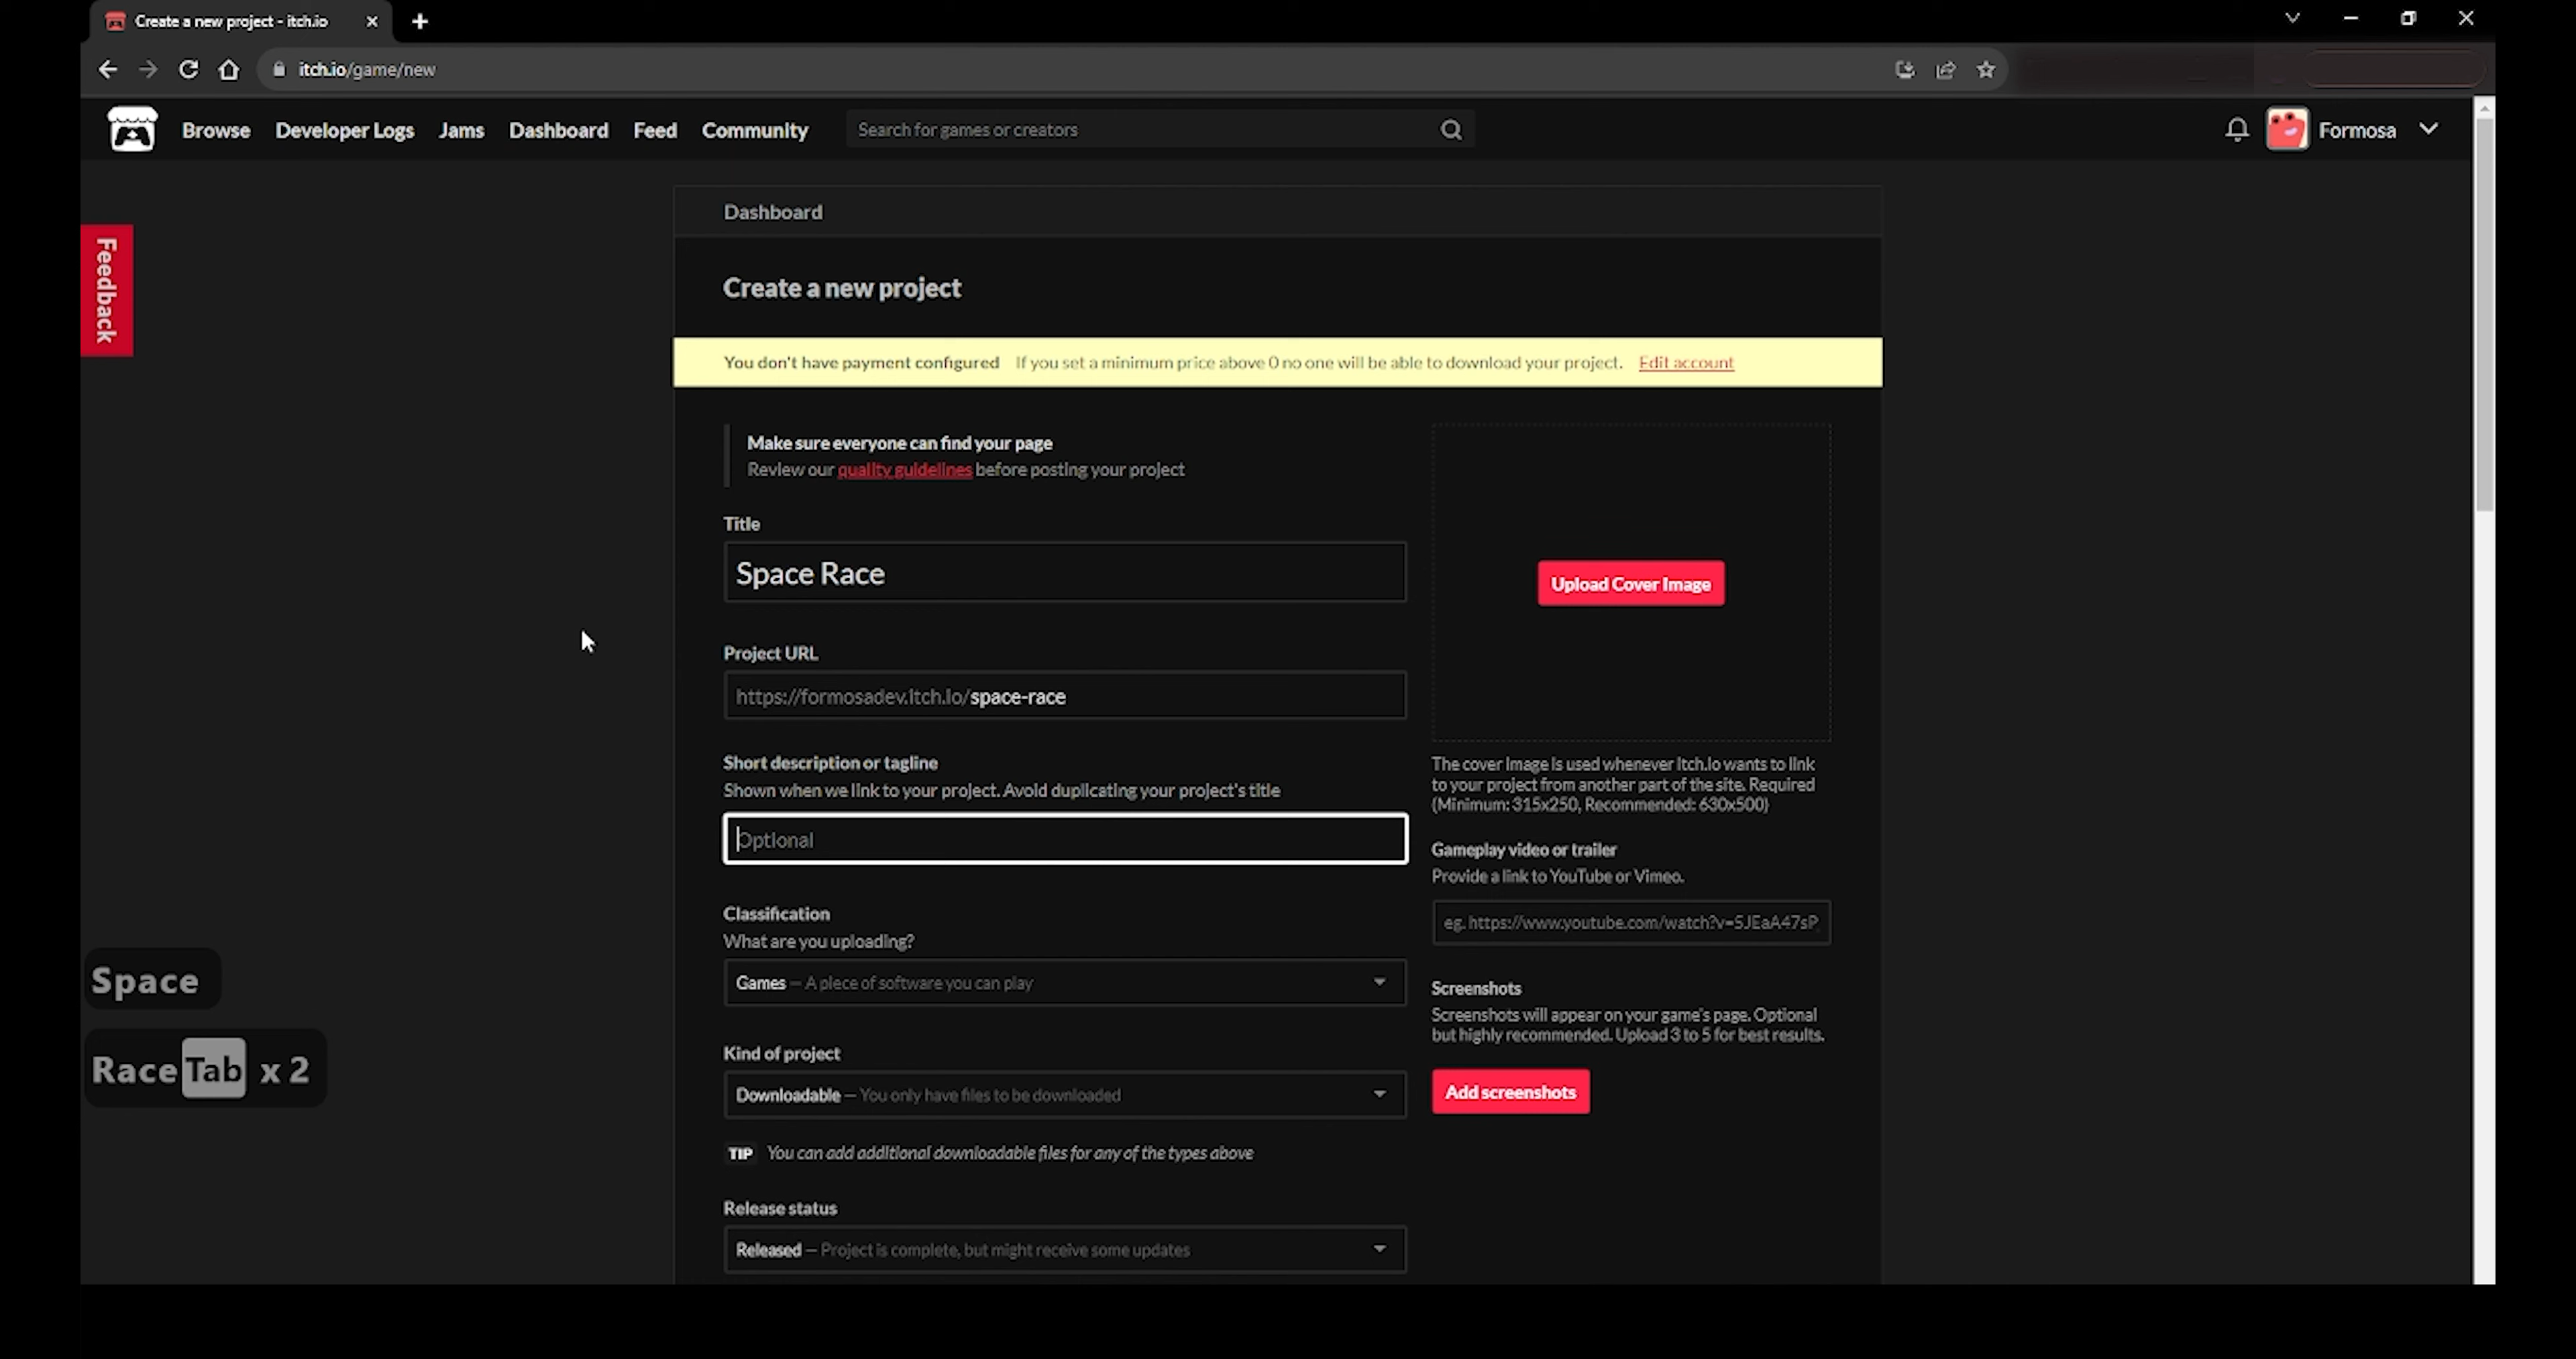 Create a new project - itch.io
itch.io/game/new
Browse Developer Logs Jams Dashboard Feed Community Search for games or creators Formosa
Feedback
Dashboard
Create a new project
You don't have payment configured If you set a minimum price above 0 no one will be able to download your project. Edit account
Make sure everyone can find your page
Review our quality guidelines before posting your project
Title
Space Race
Project URL
https://formosadev.itch.io/space-race
Short description or tagline
Shown when we link to your project. Avoid duplicating your project's title
Optional
Classification
What are you uploading?
Games — A piece of software you can play
Kind of project
Downloadable — You only have files to be downloaded
TIP You can add additional downloadable files for any of the types above
Release status
Released — Project is complete, but might receive some updates
Upload Cover Image
The cover image is used whenever itch.io wants to link
to your project from another part of the site. Required
(Minimum: 315x250, Recommended: 630x500)
Gameplay video or trailer
Provide a link to YouTube or Vimeo.
eg. https://www.youtube.com/watch?v=5JEaA47sP
Screenshots
Screenshots will appear on your game's page. Optional
but highly recommended. Upload 3 to 5 for best results.
Add screenshots
Space
Race Tab x 2